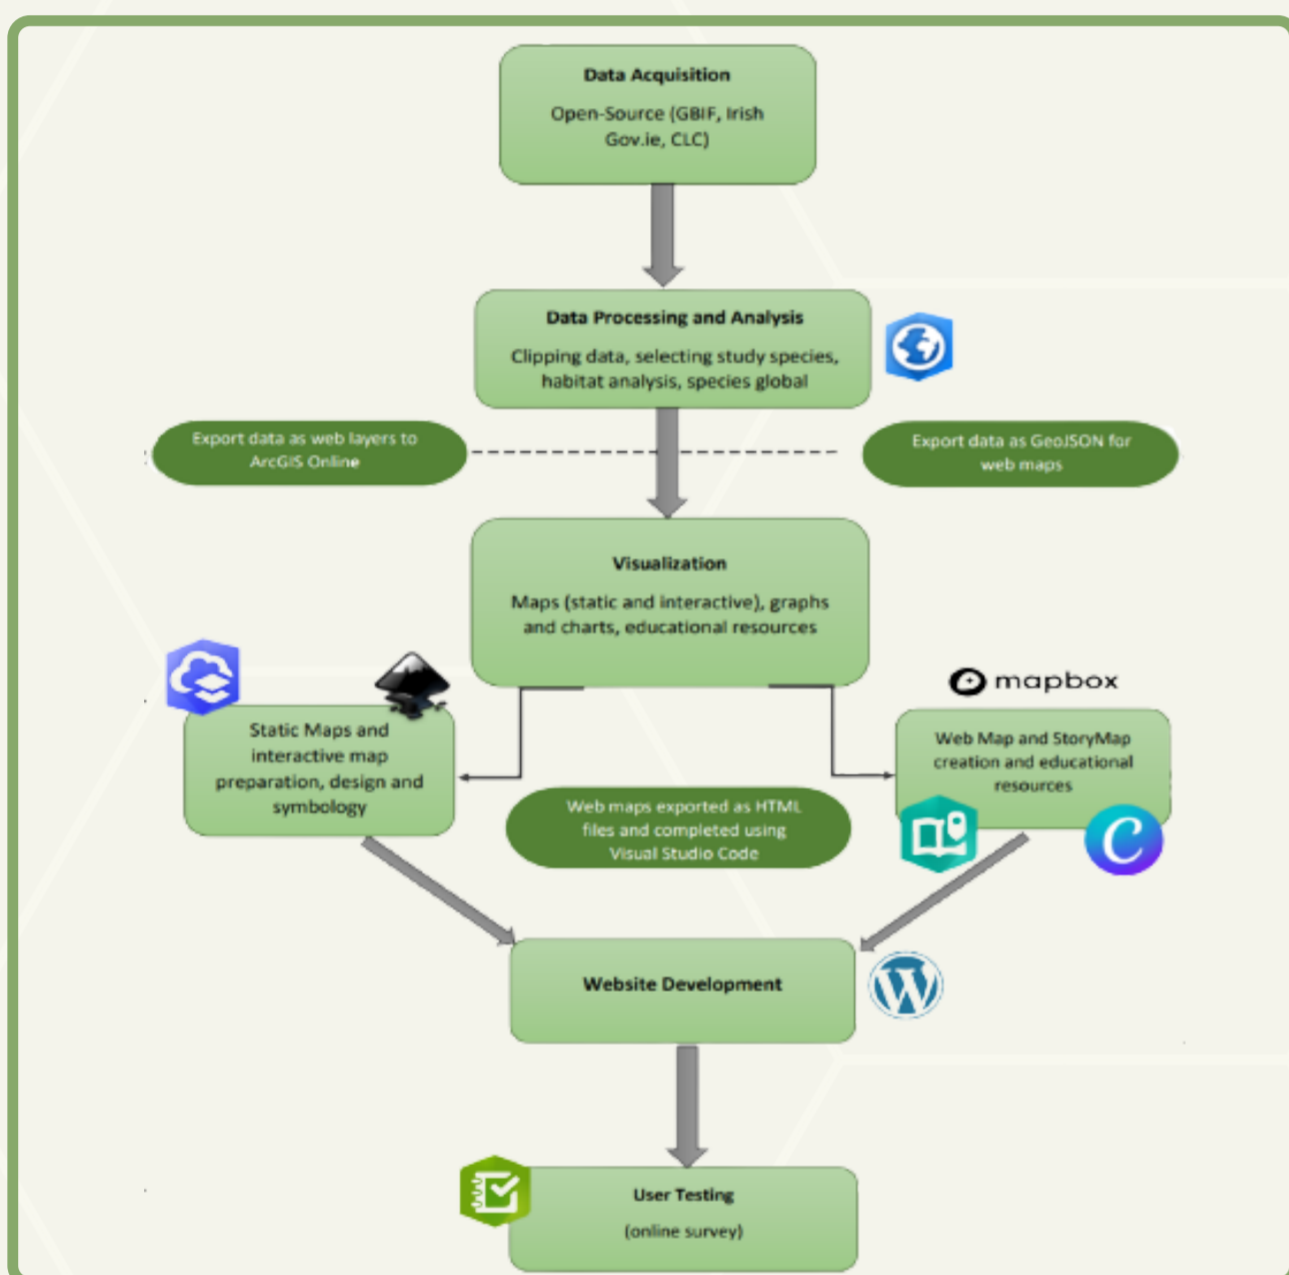 Data Acquisition
Open-Source (GBIF, Irish
Gov.ie, CLC)
Data Processing and Analysis
Clipping data, selecting study species,
habitat analysis, species global
Export data as web layers to
ArcGIS Online
Export data as GeoJSON for
web maps
Visualization
Maps (static and interactive), graphs
and charts, educational resources
mapbox
Static Maps and
interactive map
preparation, design and
symbology
Web Map and StoryMap
creation and educational
resources
Web maps exported as HTML
files and completed using
Visual Studio Code
C
Website Development
W
User Testing
(online survey)